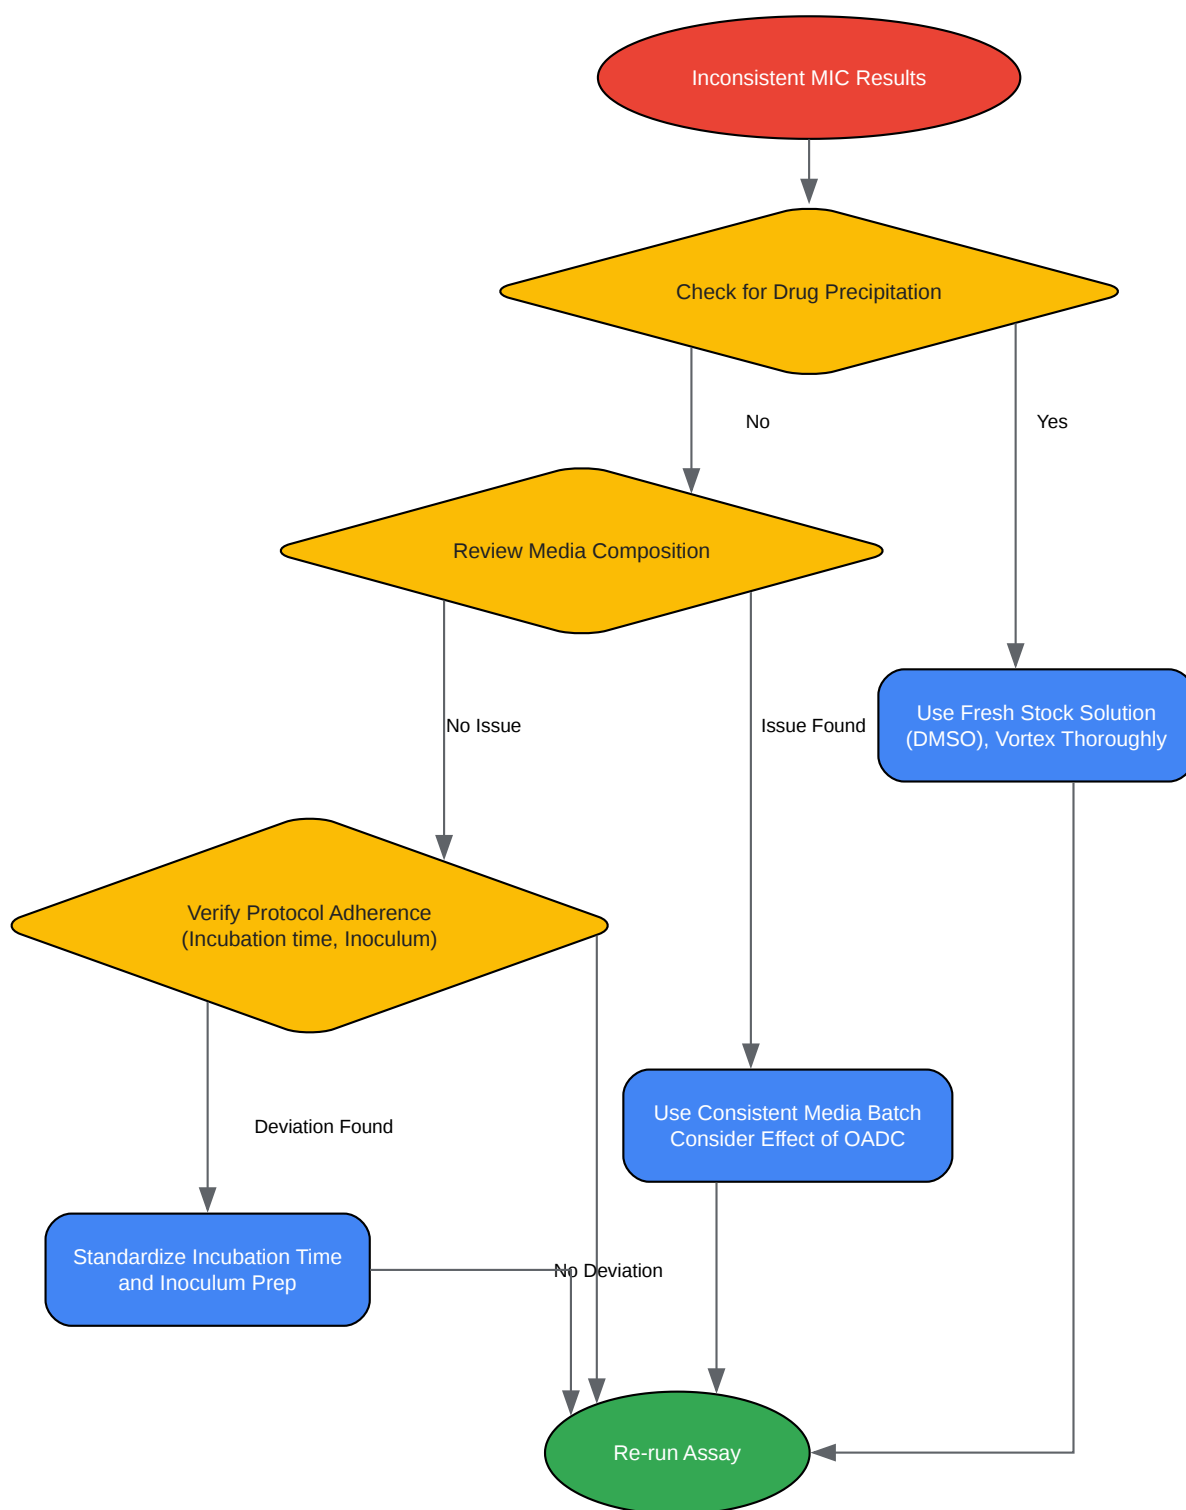 Inconsistent MIC Results
Check for Drug Precipitation
No
Yes
Review Media Composition
No Issue
Issue Found
Use Fresh Stock Solution
(DMSO), Vortex Thoroughly
Verify Protocol Adherence
(Incubation time, Inoculum)
Deviation Found
Use Consistent Media Batch
Consider Effect of OADC
Standardize Incubation Time
and Inoculum Prep
No Deviation
Re-run Assay